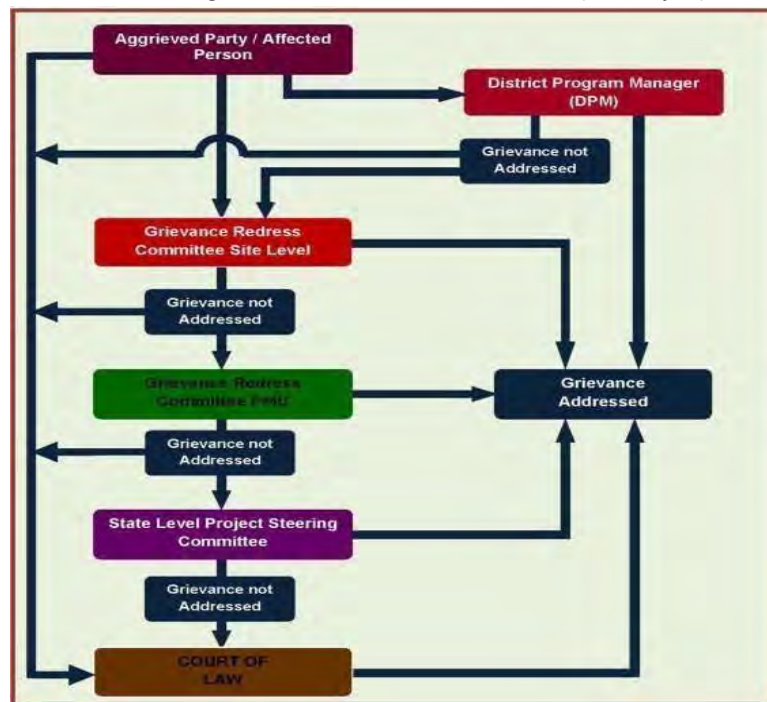 Aggrieved Party / Affected
Person
District Program Manager
(DPM)
Grievance not
Addressed
Grievance Redress
Committee Site Level
Grievance not
Addressed
Grievance Redress
Committee PMU
Grievance
Addressed
Grievance not
Addressed
State Level Project Steering
Committee
Grievance not
Addressed
COURT OF
LAW